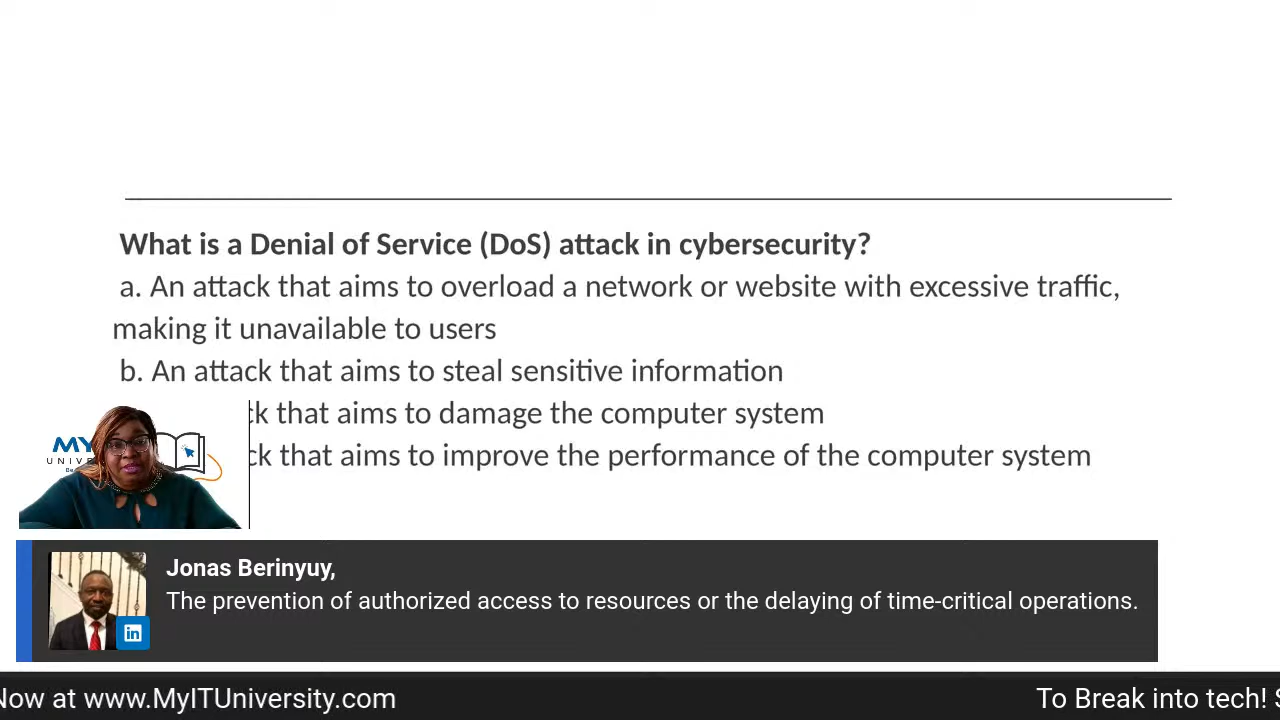 What is a Denial of Service (DoS) attack in cybersecurity?
a. An attack that aims to overload a network or website with excessive traffic,
making it unavailable to users
b. An attack that aims to steal sensitive information
ck that aims to damage the computer system
ck that aims to improve the performance of the computer system
MY
UNIVE
Jonas Berinyuy,
The prevention of authorized access to resources or the delaying of time-critical operations.
in
Now at www.MyITUniversity.com
To Break into tech! S